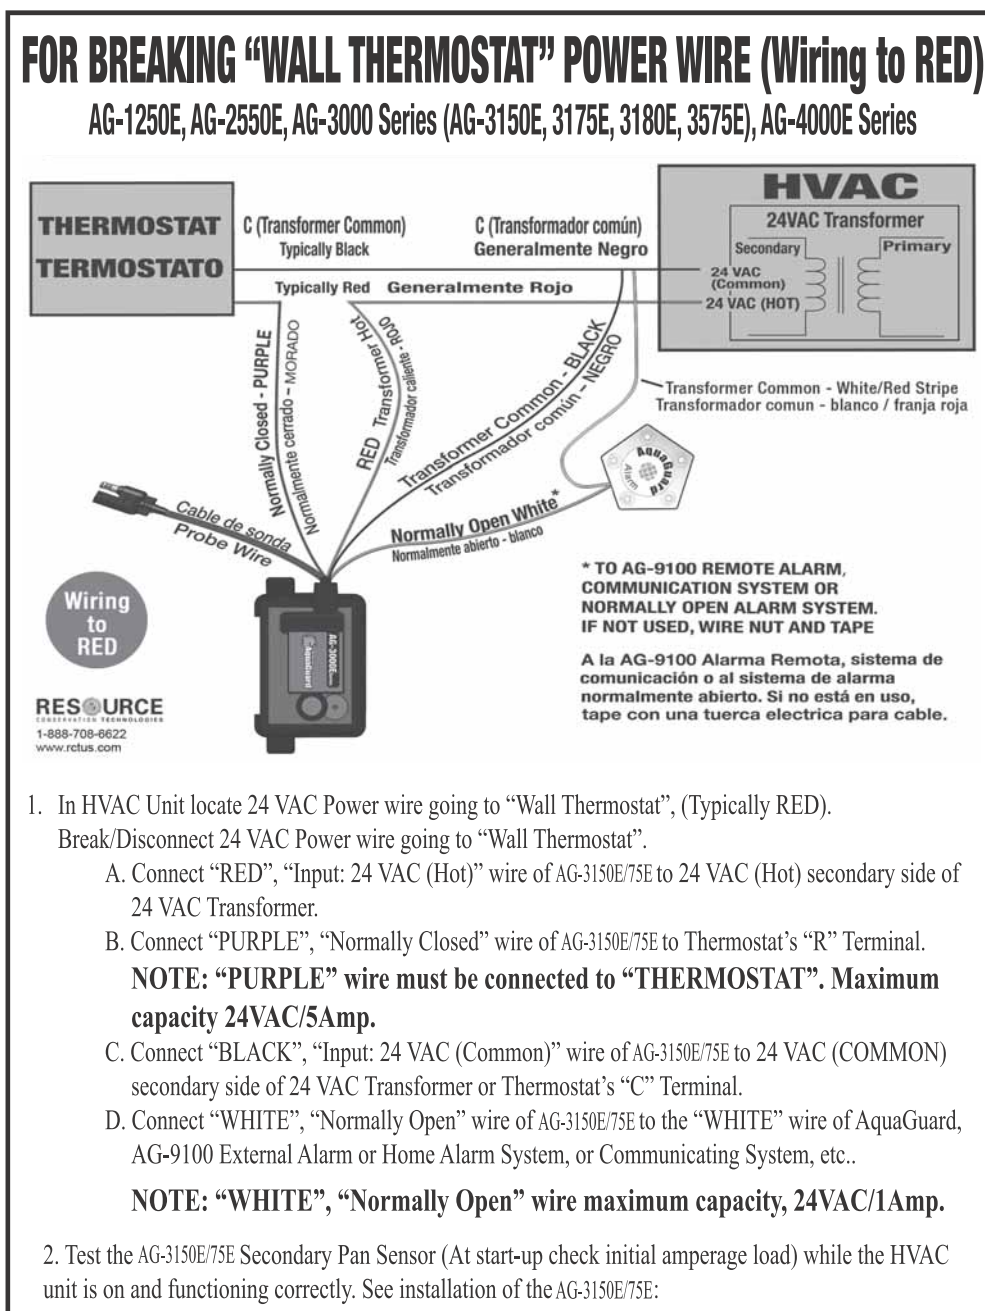 FOR BREAKING “WALL THERMOSTAT” POWER WIRE (Wiring to RED)
AG-1250E, AG-2550E, AG-3000 Series (AG-3150E, 3175E, 3180E, 3575E), AG-4000E Series
THERMOSTAT
TERMOSTATO
C (Transformer Common)
Typically Black
C (Transformador común)
Generalmente Negro
Typically Red Generalmente Rojo
HVAC
24VAC Transformer
Secondary
Primary
24 VAC
(Common)
24 VAC (HOT)
Normally Closed - PURPLE
Normalmente cerrado – MORADO
RED Transformer Hot
Transformador caliente - ROJO
Transformer Common - BLACK
Transformador común – NEGRO
Transformer Common - White/Red Stripe
Transformador comun - blanco / franja roja
AquaGuard
Alarm
Normally Open White*
Normalmente abierto - blanco
Cable de sonda
Probe Wire
Wiring
to
RED
AG-3000E
AquaGuard
* TO AG-9100 REMOTE ALARM,
COMMUNICATION SYSTEM OR
NORMALLY OPEN ALARM SYSTEM.
IF NOT USED, WIRE NUT AND TAPE
A la AG-9100 Alarma Remota, sistema de
comunicación o al sistema de alarma
normalmente abierto. Si no está en uso,
tape con una tuerca electrica para cable.
RESOURCE
CONSERVATION TECHNOLOGIES
1-888-708-6622
www.rctus.com
1. In HVAC Unit locate 24 VAC Power wire going to “Wall Thermostat”, (Typically RED).
Break/Disconnect 24 VAC Power wire going to “Wall Thermostat”.
A. Connect “RED”, “Input: 24 VAC (Hot)” wire of AG-3150E/75E to 24 VAC (Hot) secondary side of
24 VAC Transformer.
B. Connect “PURPLE”, “Normally Closed” wire of AG-3150E/75E to Thermostat’s “R” Terminal.
NOTE: “PURPLE” wire must be connected to “THERMOSTAT”. Maximum
capacity 24VAC/5Amp.
C. Connect “BLACK”, “Input: 24 VAC (Common)” wire of AG-3150E/75E to 24 VAC (COMMON)
secondary side of 24 VAC Transformer or Thermostat’s “C” Terminal.
D. Connect “WHITE”, “Normally Open” wire of AG-3150E/75E to the “WHITE” wire of AquaGuard,
AG-9100 External Alarm or Home Alarm System, or Communicating System, etc..
NOTE: “WHITE”, “Normally Open” wire maximum capacity, 24VAC/1Amp.
2. Test the AG-3150E/75E Secondary Pan Sensor (At start-up check initial amperage load) while the HVAC
unit is on and functioning correctly. See installation of the AG-3150E/75E: